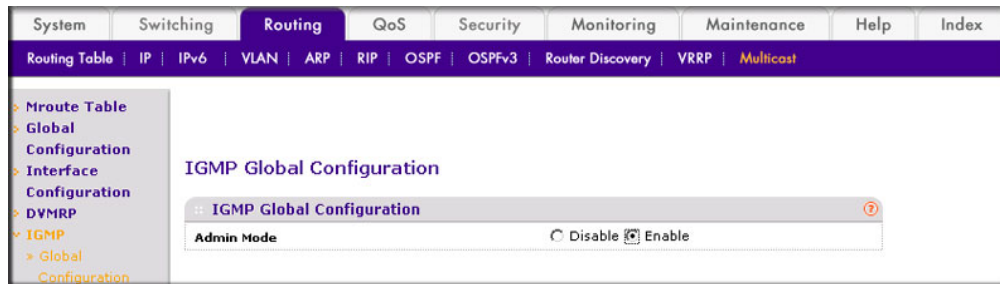 System Switching Routing QoS Security Monitoring Maintenance Help Index
Routing Table | IP | IPv6 | VLAN | ARP | RIP | OSPF | OSPFv3 | Router Discovery | VRRP | Multicast
Mroute Table
Global
Configuration
Interface
Configuration
DVMRP
IGMP
» Global
Configuration
IGMP Global Configuration
IGMP Global Configuration ?
Admin Mode Disable Enable